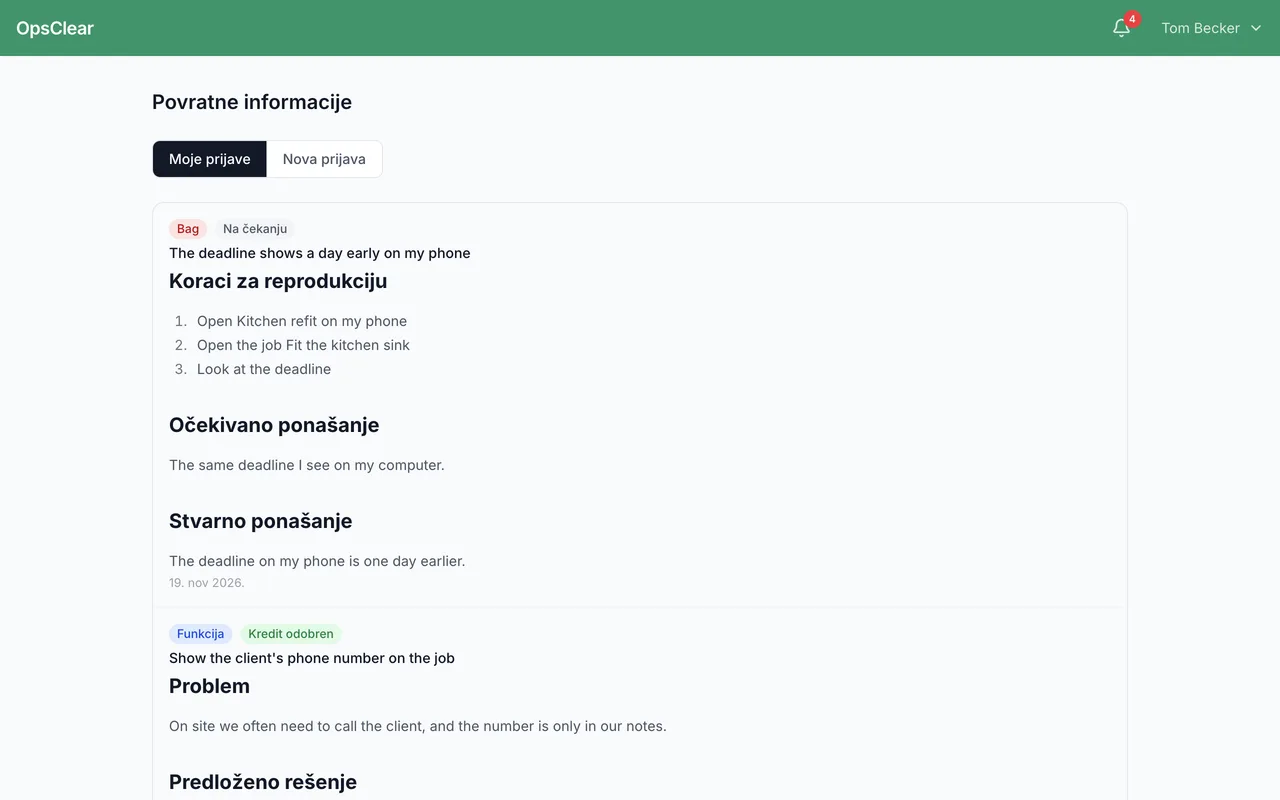 OpsClear
4
Tom Becker
Povratne informacije
Moje prijave
Nova prijava
Bag
Na čekanju
The deadline shows a day early on my phone
Koraci za reprodukciju
1. Open Kitchen refit on my phone
2. Open the job Fit the kitchen sink
3. Look at the deadline
Očekivano ponašanje
The same deadline I see on my computer.
Stvarno ponašanje
The deadline on my phone is one day earlier.
19. nov 2026.
Funkcija
Kredit odobren
Show the client's phone number on the job
Problem
On site we often need to call the client, and the number is only in our notes.
Predloženo rešenje